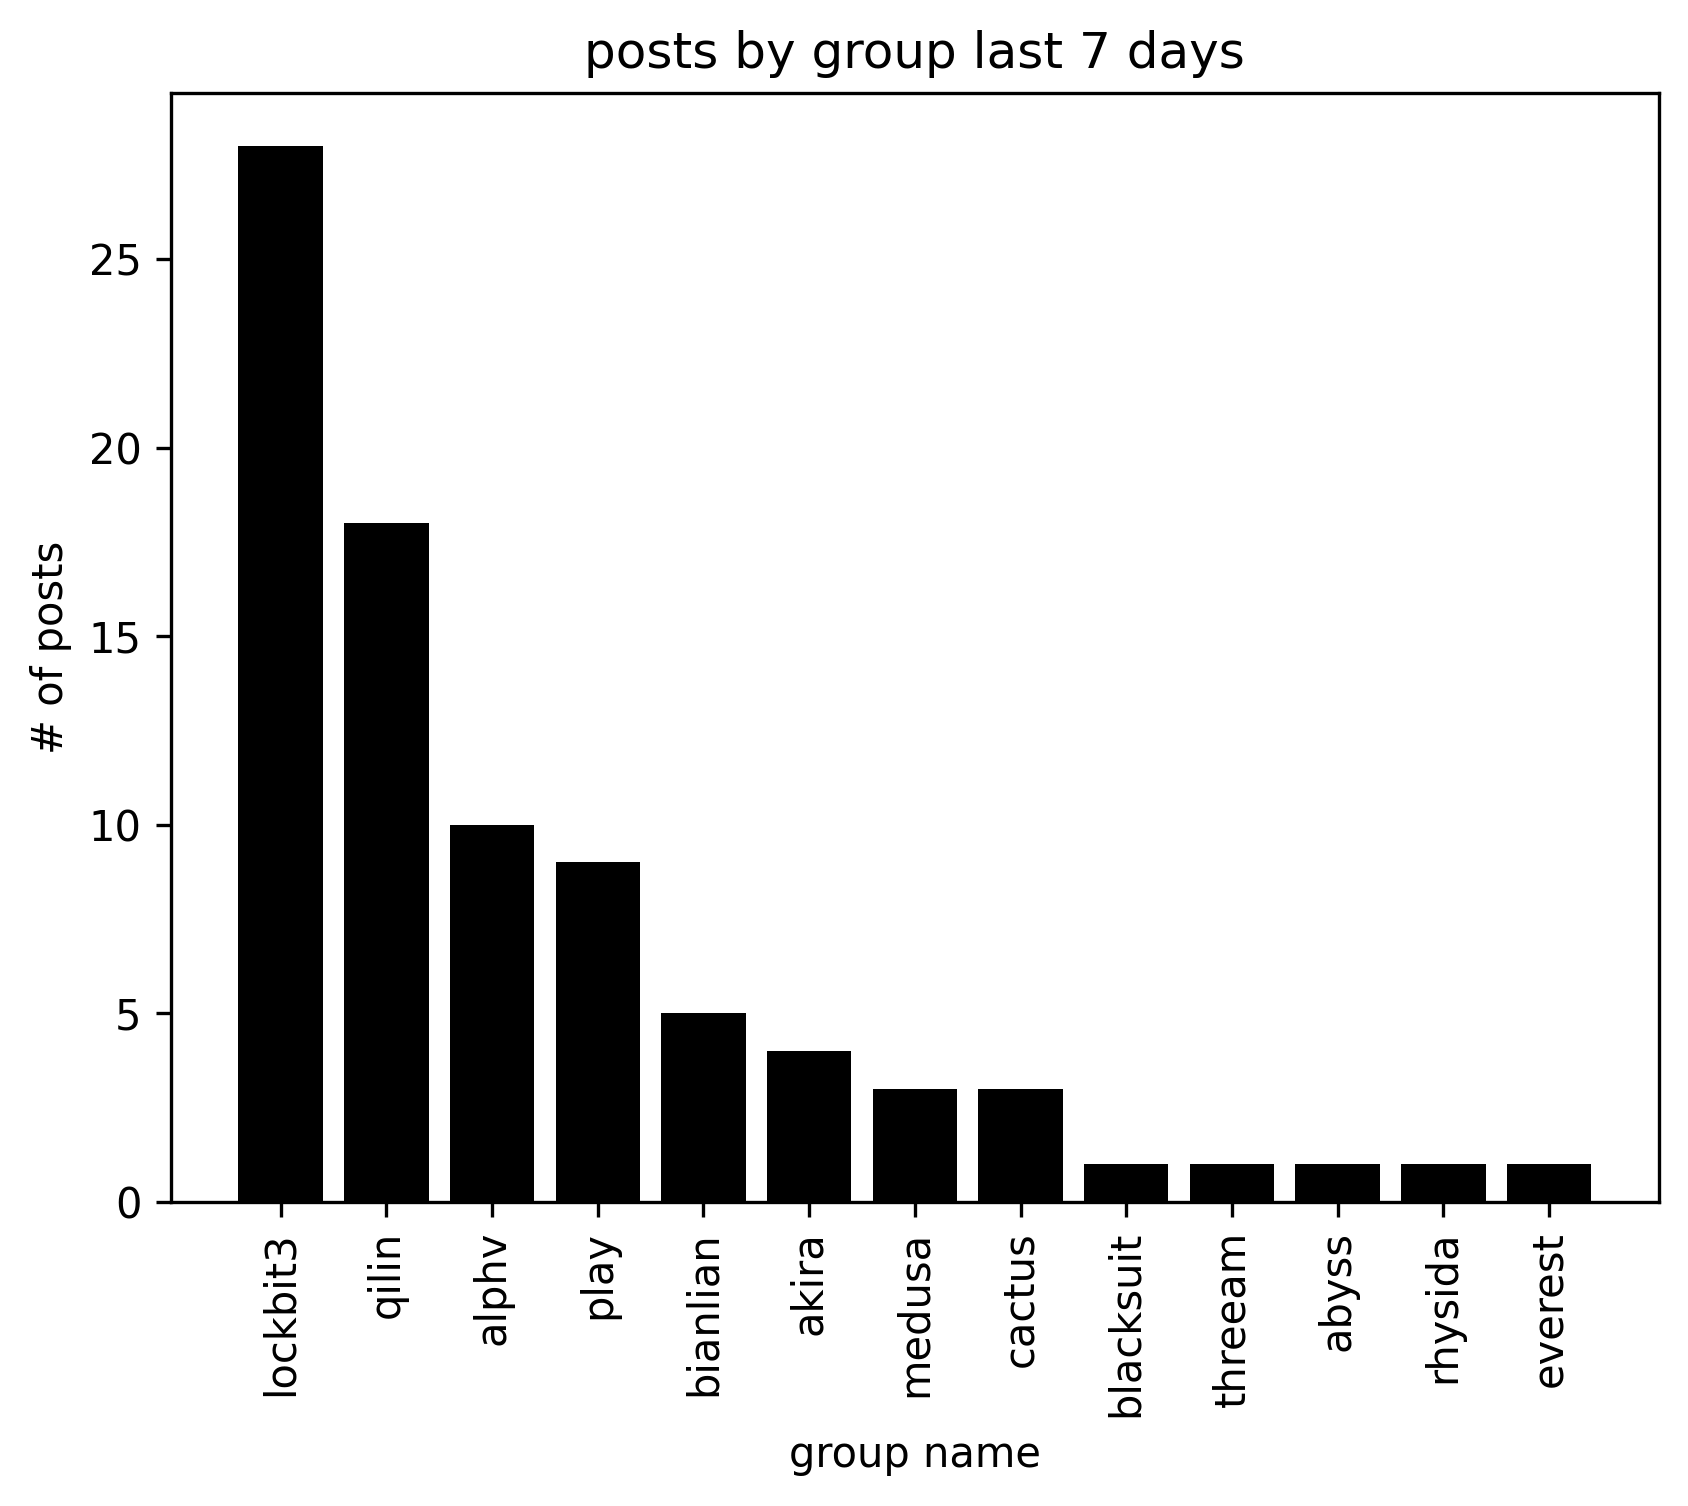 posts by group last 7 days
# of posts
25
20
15
10
5
0
lockbit3
qilin
alphv
play
bianlian
akira
medusa
cactus
blacksuit
threeam
abyss
rhysida
everest
group name